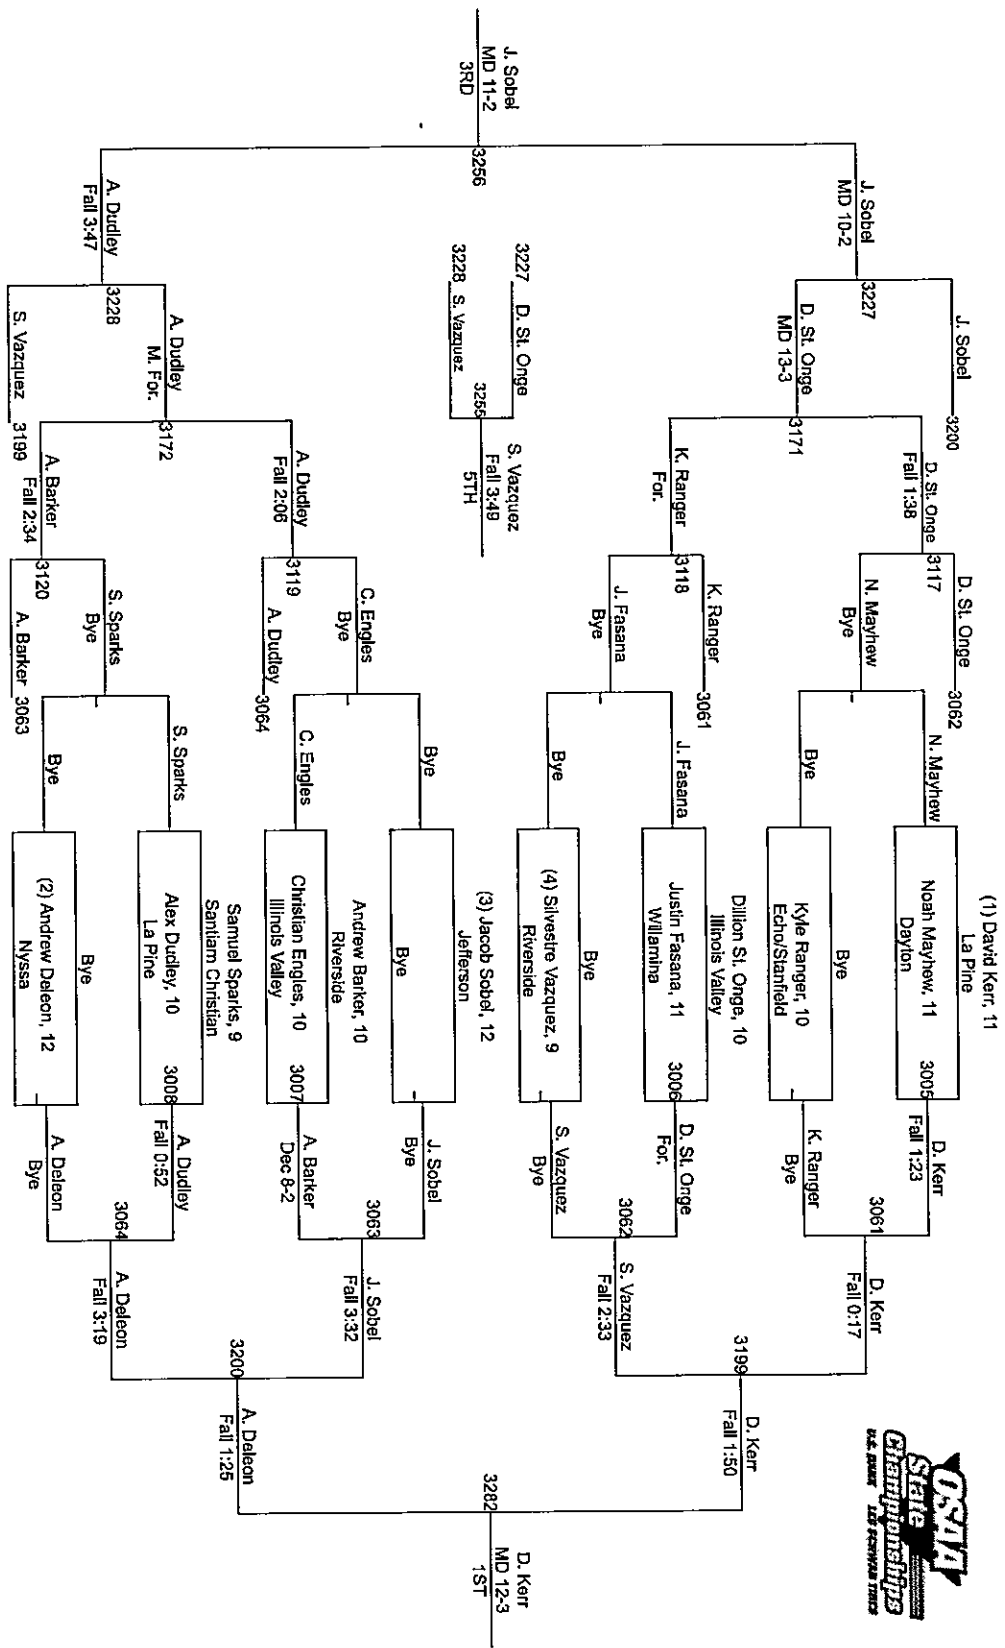 J. Sobel
MD 11-2
3RD
3256
J. Sobel
MD 10-2
A. Dudley
Fall 3:47
J. Sobel
3200
3227
D. St. Onge
MD 13-3
3227 D. St. Onge
3228 S. Vazquez
3255
S. Vazquez
Fall 3:49
5TH
3228
A. Dudley
M. For.
S. Vazquez
3199
3171
D. St. Onge
Fall 1:38
K. Ranger
For.
3172
A. Dudley
Fall 2:06
A. Barker
Fall 2:34
D. St. Onge
3062
3117
N. Mayhew
Bye
K. Ranger
3061
3118
J. Fasana
Bye
C. Engles
Bye
3119
A. Dudley
3064
S. Sparks
Bye
3120
A. Barker
3063
N. Mayhew
Bye
J. Fasana
Bye
Bye
C. Engles
S. Sparks
Bye
(1) David Kerr, 11
La Pine
Noah Mayhew, 11
Dayton
3005
Bye
Kyle Ranger, 10
Echo/Stanfield
Dillion St. Onge, 10
Illinois Valley
Justin Fasana, 11
Willamina
3006
Bye
(4) Silvestre Vazquez, 9
Riverside
(3) Jacob Sobel, 12
Jefferson
Bye
Andrew Barker, 10
Riverside
Christian Engles, 10
Illinois Valley
3007
Samuel Sparks, 9
Santiam Christian
Alex Dudley, 10
La Pine
3008
Bye
(2) Andrew Deleon, 12
Nyssa
D. Kerr
Fall 1:23
K. Ranger
Bye
D. St. Onge
For.
S. Vazquez
Bye
J. Sobel
Bye
A. Barker
Dec 8-2
A. Dudley
Fall 0:52
A. Deleon
Bye
3061
D. Kerr
Fall 0:17
3062
S. Vazquez
Fall 2:33
3063
J. Sobel
Fall 3:32
3064
A. Deleon
Fall 3:19
3199
D. Kerr
Fall 1:50
3200
A. Deleon
Fall 1:25
3282
D. Kerr
MD 12-3
1ST
OSAA
State
Championships
U.S. BANK LES SCHWAB TIRES